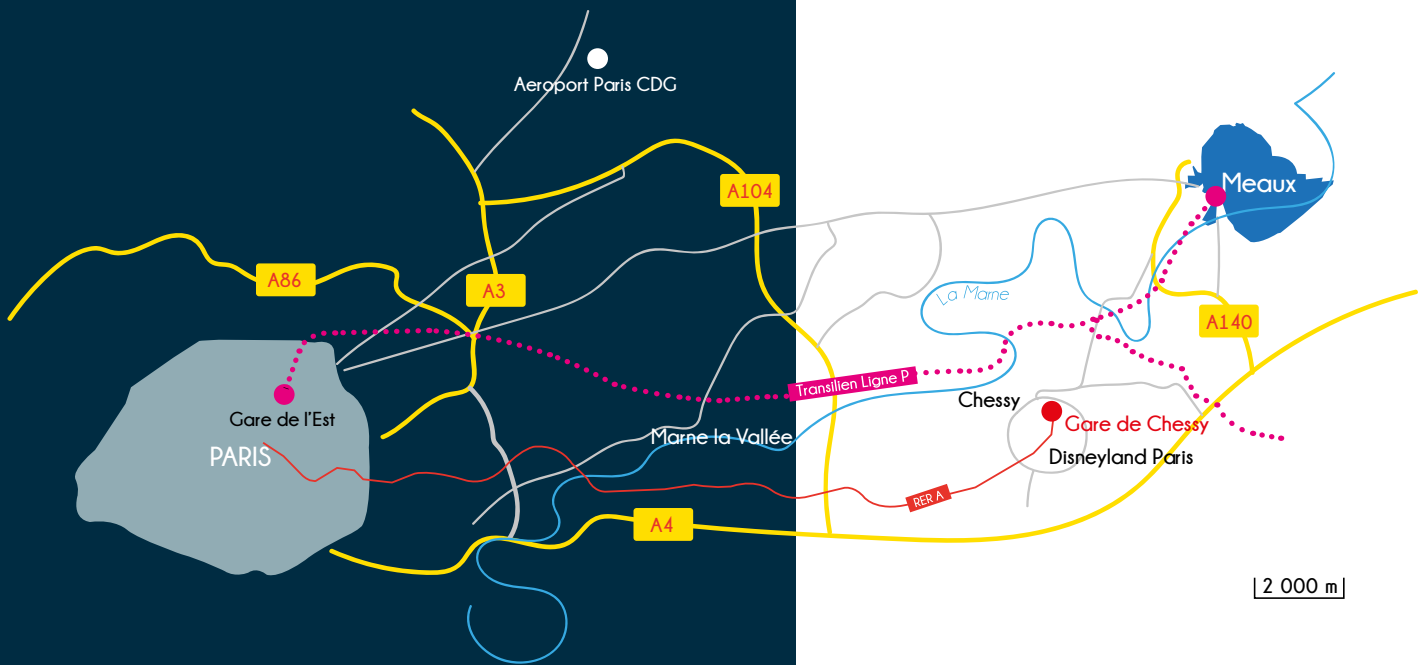 Aeroport Paris CDG
A104
Meaux
A86
A3
La Marne
A140
Transilien Ligne P
Chessy
Gare de l'Est
Gare de Chessy
Marne la Vallée
PARIS
Disneyland Paris
RER A
A4
2 000 m